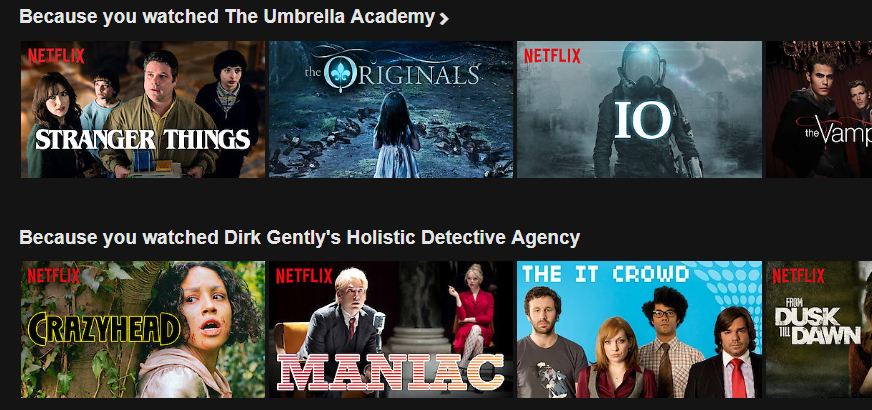 Because you watched The Umbrella Academy
NETFLIX
STRANGER THINGS
the ORIGINALS
NETFLIX
IO
the Vamp
Because you watched Dirk Gently's Holistic Detective Agency
NETFLIX
CRAZYHEAD
NETFLIX
MANIAC
THE IT CROWD
NETFLIX
FROM
DUSK
TILL DAWN